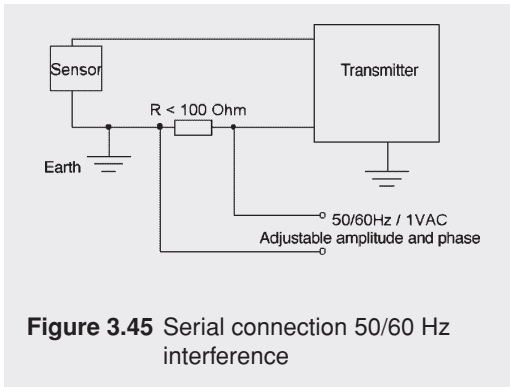 Sensor
Transmitter
R < 100 Ohm
Earth
50/60Hz / 1VAC
Adjustable amplitude and phase
Figure 3.45 Serial connection 50/60 Hz
interference